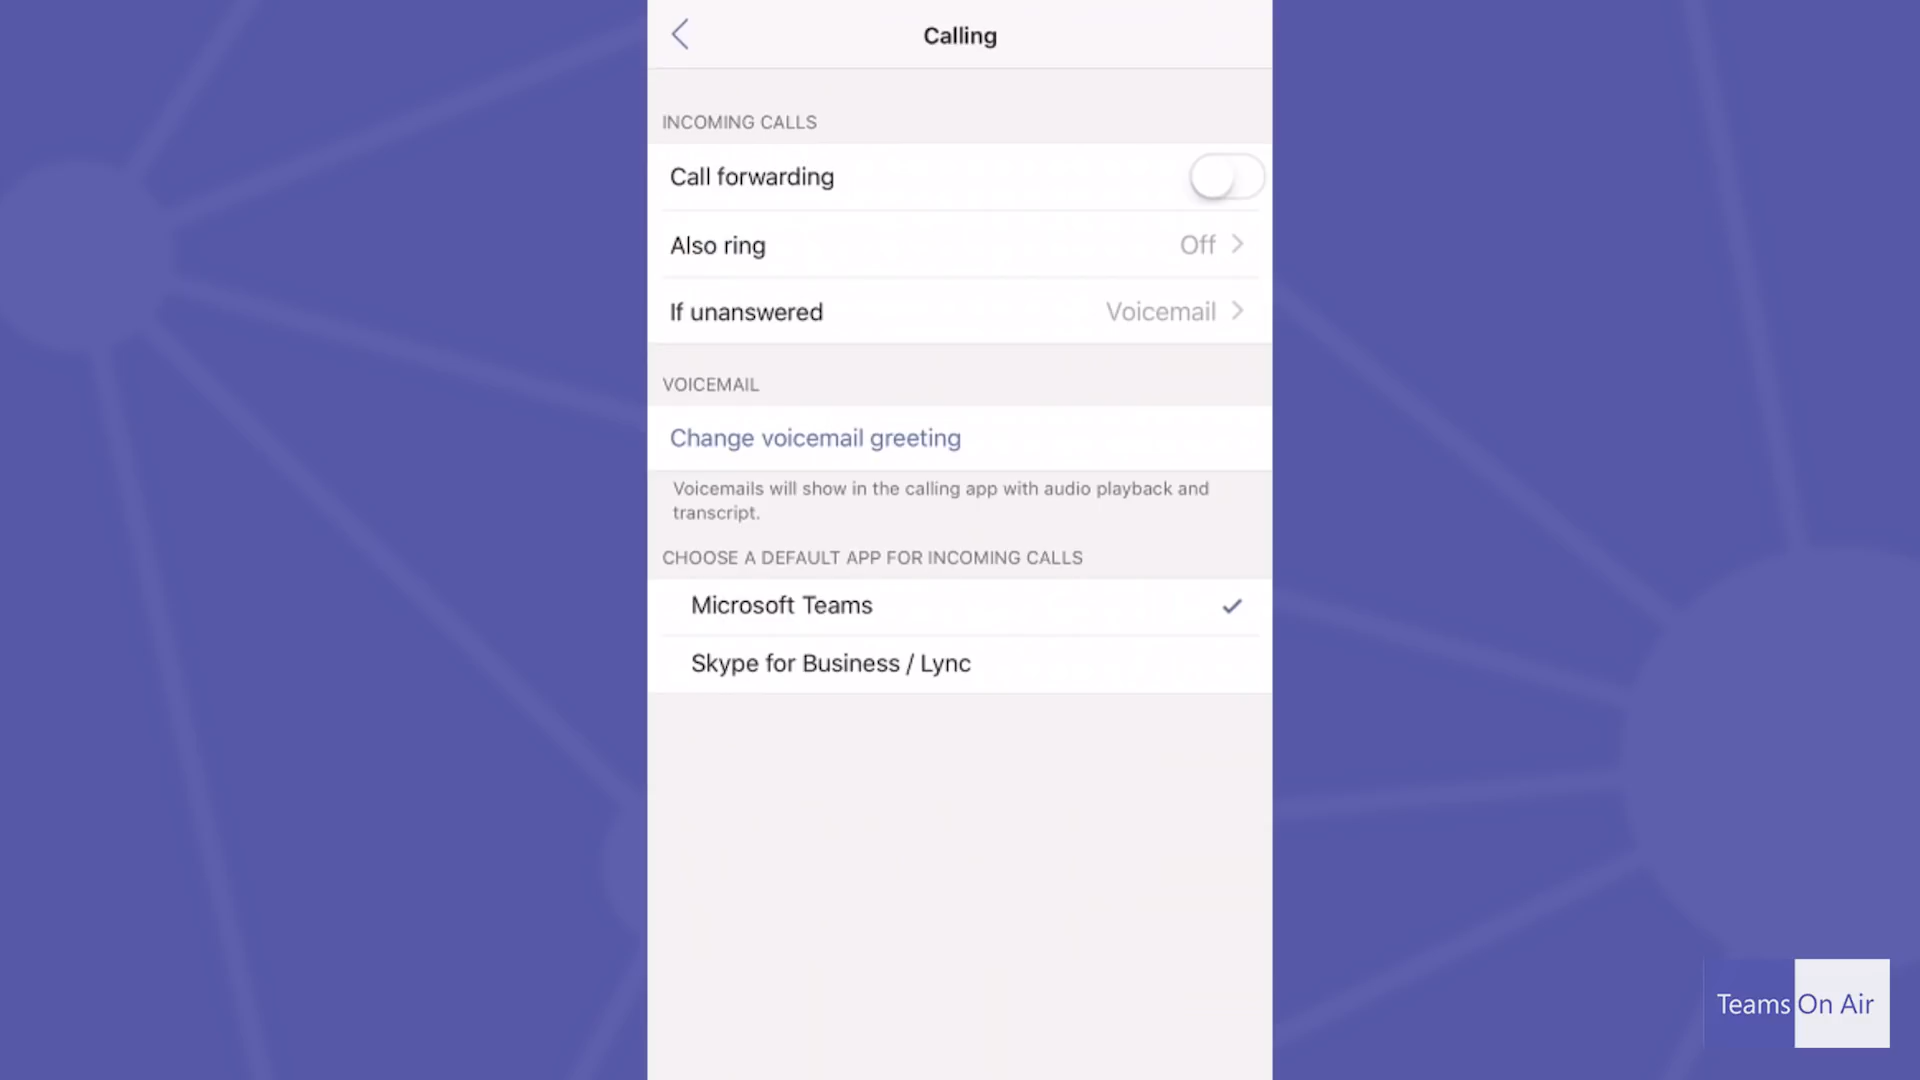 Calling
INCOMING CALLS
Call forwarding
Also ring Off
If unanswered Voicemail
VOICEMAIL
Change voicemail greeting
Voicemails will show in the calling app with audio playback and
transcript.
CHOOSE A DEFAULT APP FOR INCOMING CALLS
Microsoft Teams
Skype for Business / Lync
Teams On Air